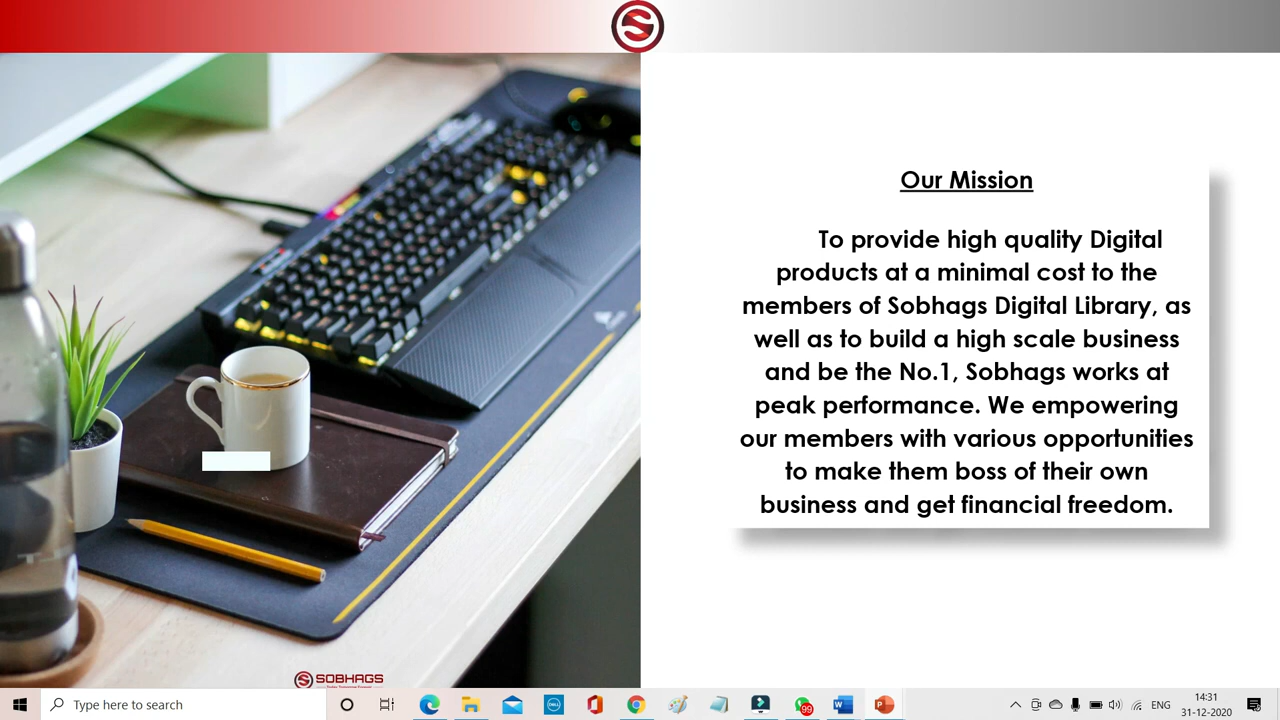 S
Our Mission
To provide high quality Digital
products at a minimal cost to the
members of Sobhags Digital Library, as
well as to build a high scale business
and be the No.1, Sobhags works at
peak performance. We empowering
our members with various opportunities
to make them boss of their own
business and get financial freedom.
SOBHAGS
Type here to search
DELL
99
W
P
ENG
14:31
31-12-2020